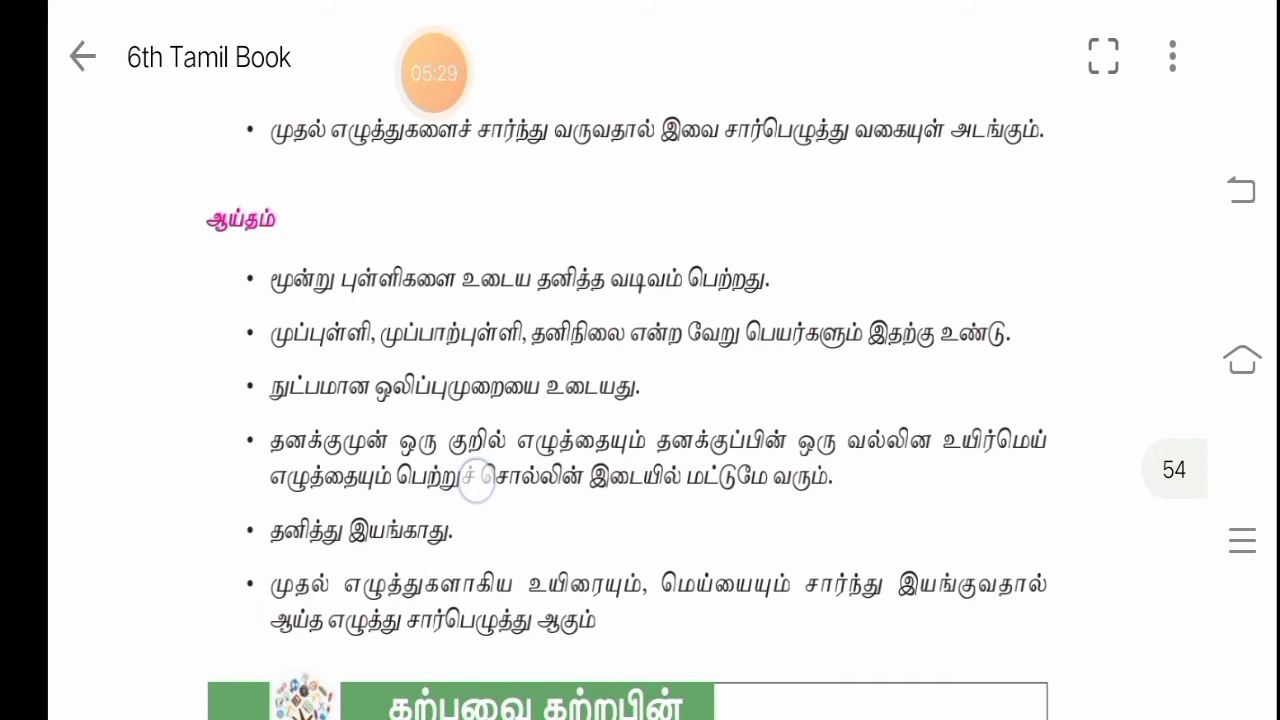 6th Tamil Book
05:29
• முதல் எழுத்துகளைச் சார்ந்து வருவதால் இவை சார்பெழுத்து வகையுள் அடங்கும்.
ஆய்தம்
• மூன்று புள்ளிகளை உடைய தனித்த வடிவம் பெற்றது.
• முப்புள்ளி, முப்பாற்புள்ளி, தனிநிலை என்ற வேறு பெயர்களும் இதற்கு உண்டு.
• நுட்பமான ஒலிப்புமுறையை உடையது.
• தனக்குமுன் ஒரு குறில் எழுத்தையும் தனக்குப்பின் ஒரு வல்லின உயிர்மெய்
எழுத்தையும் பெற்றுச் சொல்லின் இடையில் மட்டுமே வரும்.
54
• தனித்து இயங்காது.
• முதல் எழுத்துகளாகிய உயிரையும், மெய்யையும் சார்ந்து இயங்குவதால்
ஆய்த எழுத்து சார்பெழுத்து ஆகும்
கற்பவை கற்றபின்